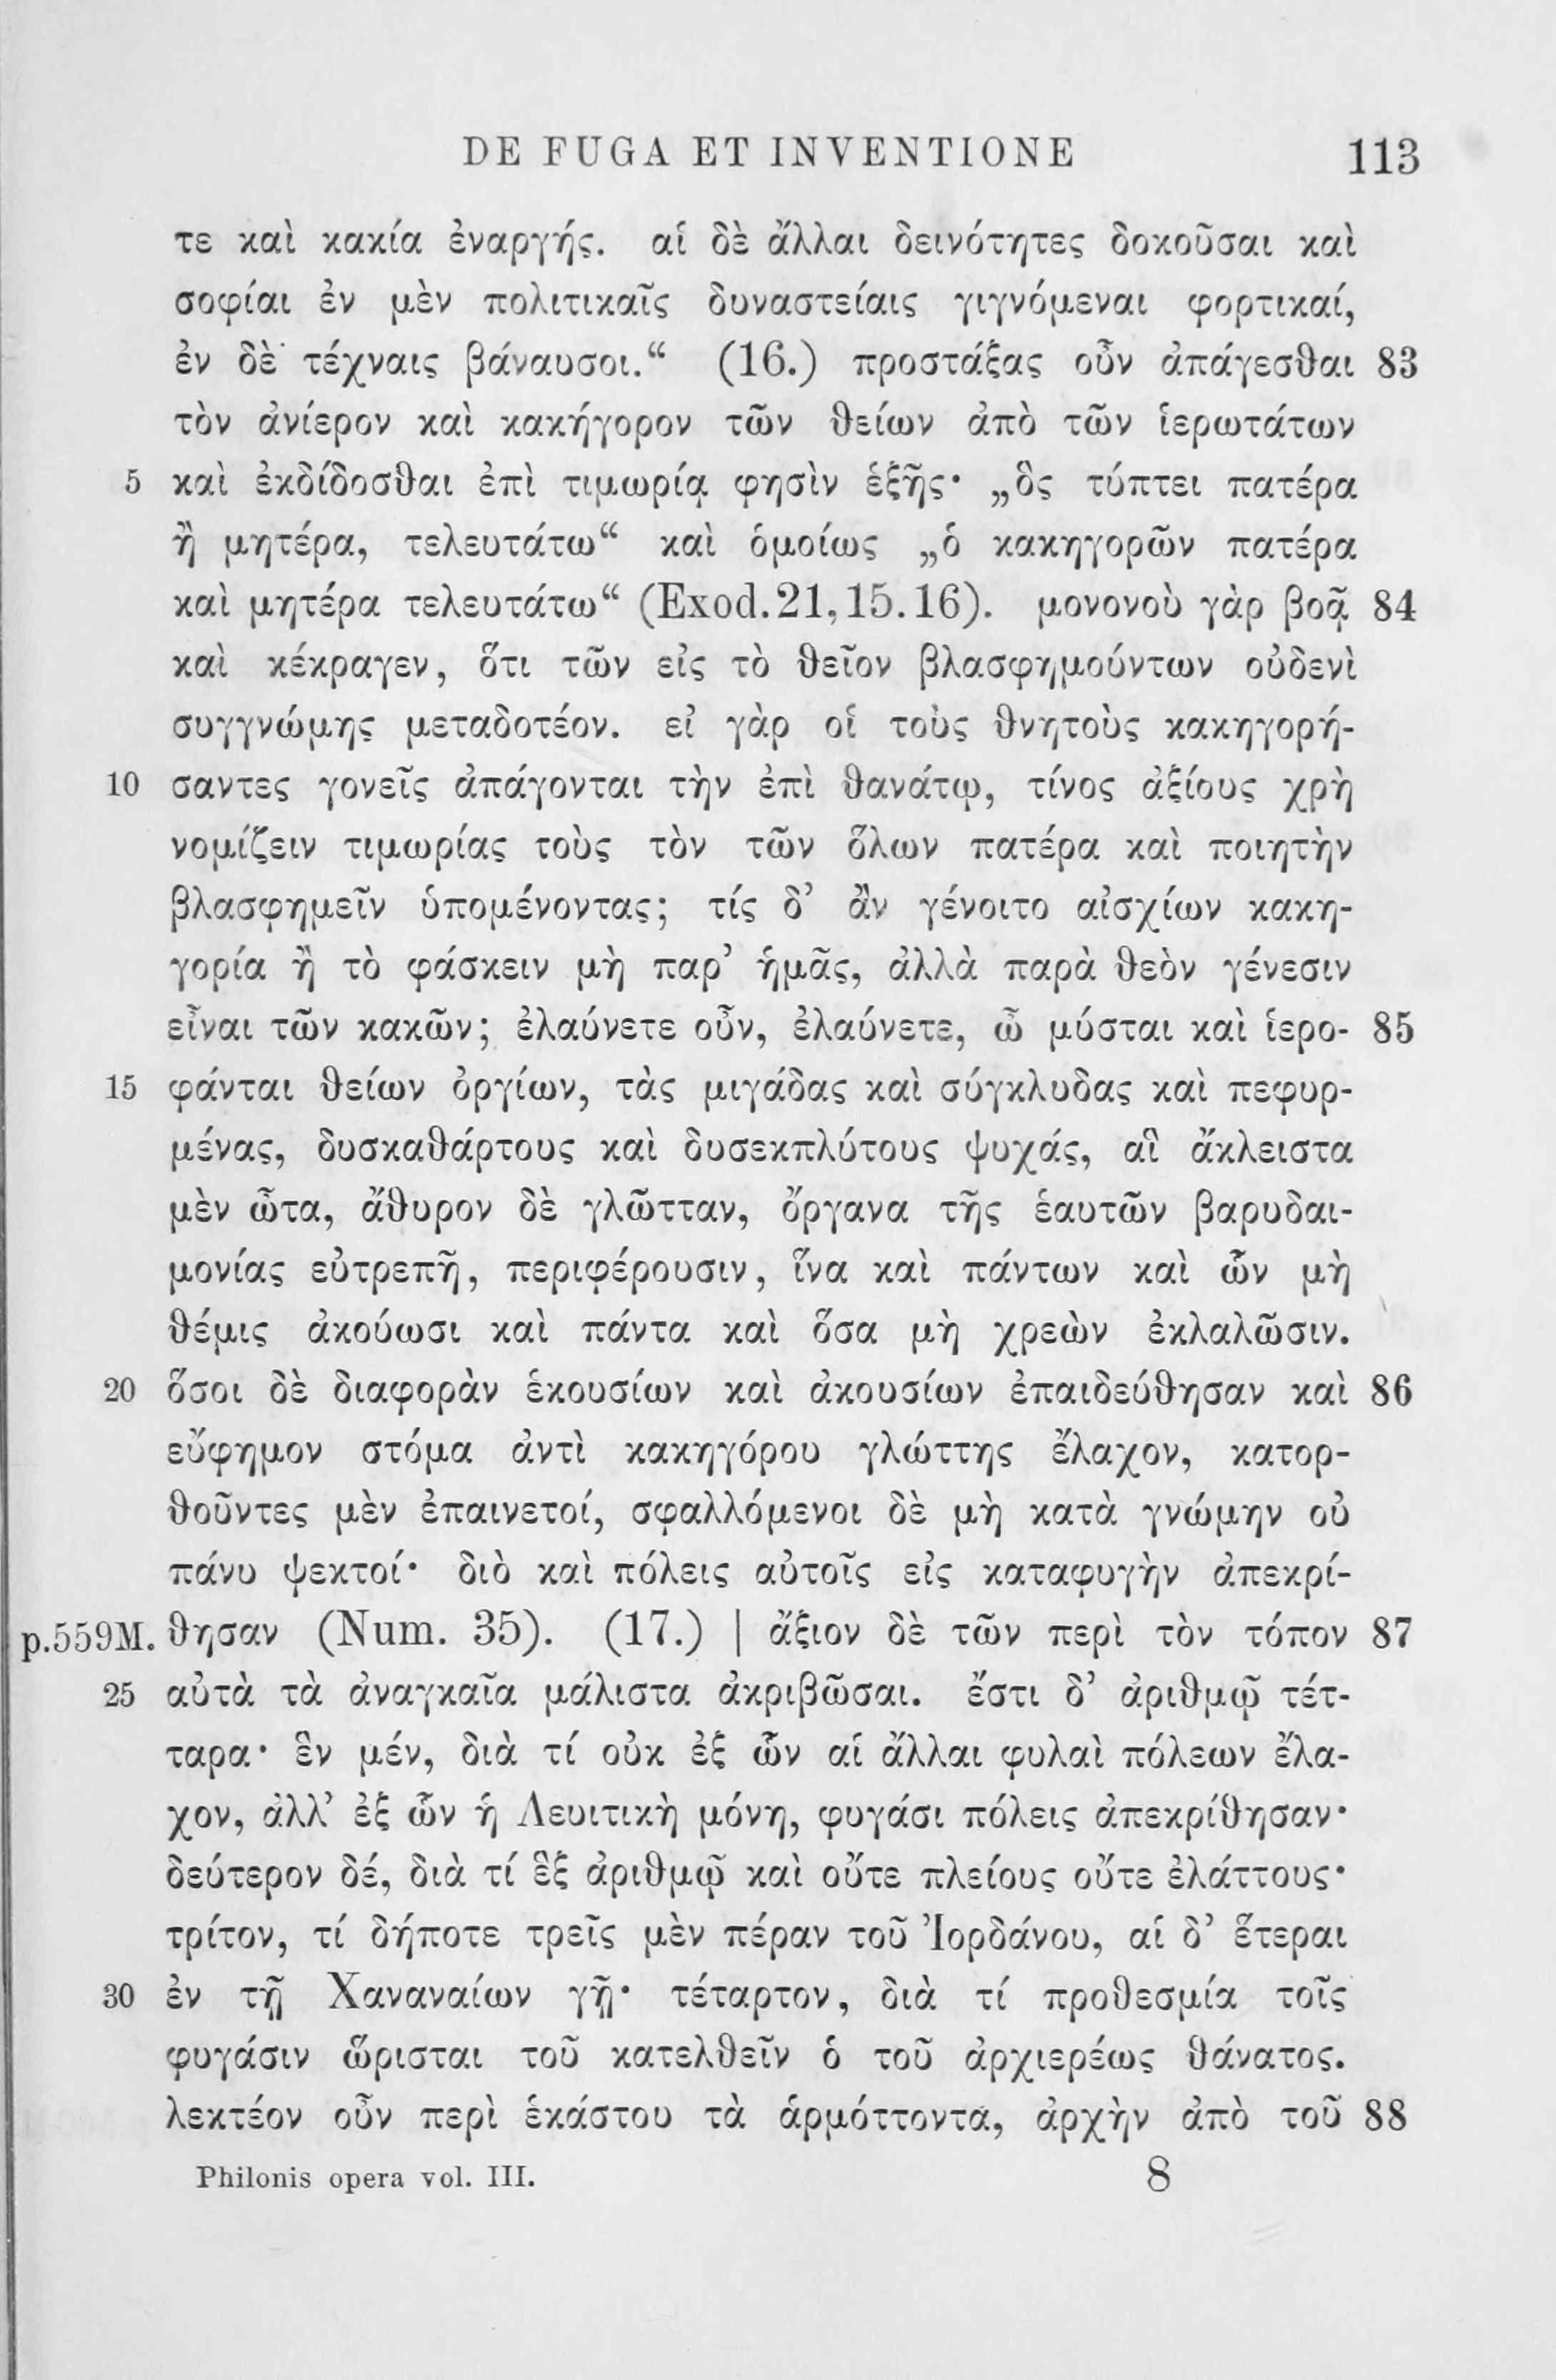 DE FUGA ET INVENTIONE 113
τε καὶ κακία ἐναργής. αἱ δὲ ἄλλαι δεινότητες δοκοῦσαι καὶ
σοφίαι ἐν μὲν πολιτικαῖς δυναστείαις γιγνόμεναι φορτικαί,
ἐν δὲ τέχναις βάναυσοι.“ (16.) προστάξας οὖν ἀπάγεσθαι 83
τὸν ἀνίερον καὶ κακήγορον τῶν θείων ἀπὸ τῶν ἱερωτάτων
5 καὶ ἐκδίδοσθαι ἐπὶ τιμωρίᾳ φησὶν ἑξῆς· „ὃς τύπτει πατέρα
ἢ μητέρα, τελευτάτω“ καὶ ὁμοίως „ὁ κακηγορῶν πατέρα
καὶ μητέρα τελευτάτω“ (Exod. 21, 15. 16). μονονοὺ γὰρ βοᾷ 84
καὶ κέκραγεν, ὅτι τῶν εἰς τὸ θεῖον βλασφημούντων οὐδενὶ
συγγνώμης μεταδοτέον. εἰ γὰρ οἱ τοὺς θνητοὺς κακηγορή-
10 σαντες γονεῖς ἀπάγονται τὴν ἐπὶ θανάτῳ, τίνος ἀξίους χρὴ
νομίζειν τιμωρίας τοὺς τὸν τῶν ὅλων πατέρα καὶ ποιητὴν
βλασφημεῖν ὑπομένοντας; τίς δ’ ἂν γένοιτο αἰσχίων κακη-
γορία ἢ τὸ φάσκειν μὴ παρ’ ἡμᾶς, ἀλλὰ παρὰ θεὸν γένεσιν
εἶναι τῶν κακῶν; ἐλαύνετε οὖν, ἐλαύνετε, ὦ μύσται καὶ ἱερο- 85
15 φάνται θείων ὀργίων, τὰς μιγάδας καὶ σύγκλυδας καὶ πεφυρ-
μένας, δυσκαθάρτους καὶ δυσεκπλύτους ψυχάς, αἳ ἄκλειστα
μὲν ὦτα, ἄθυρον δὲ γλῶτταν, ὄργανα τῆς ἑαυτῶν βαρυδαι-
μονίας εὐτρεπῆ, περιφέρουσιν, ἵνα καὶ πάντων καὶ ὧν μὴ
θέμις ἀκούωσι καὶ πάντα καὶ ὅσα μὴ χρεὼν ἐκλαλῶσιν.
20 ὅσοι δὲ διαφορὰν ἑκουσίων καὶ ἀκουσίων ἐπαιδεύθησαν καὶ 86
εὔφημον στόμα ἀντὶ κακηγόρου γλώττης ἔλαχον, κατορ-
θοῦντες μὲν ἐπαινετοί, σφαλλόμενοι δὲ μὴ κατὰ γνώμην οὐ
πάνυ ψεκτοί· διὸ καὶ πόλεις αὐτοῖς εἰς καταφυγὴν ἀπεκρί-
p.559M. θησαν (Num. 35). (17.) | ἄξιον δὲ τῶν περὶ τὸν τόπον 87
25 αὐτὰ τὰ ἀναγκαῖα μάλιστα ἀκριβῶσαι. ἔστι δ’ ἀριθμῷ τέτ-
ταρα· ἓν μέν, διὰ τί οὐκ ἐξ ὧν αἱ ἄλλαι φυλαὶ πόλεων ἔλα-
χον, ἀλλ’ ἐξ ὧν ἡ Λευιτικὴ μόνη, φυγάσι πόλεις ἀπεκρίθησαν·
δεύτερον δέ, διὰ τί ἓξ ἀριθμῷ καὶ οὔτε πλείους οὔτε ἐλάττους·
τρίτον, τί δήποτε τρεῖς μὲν πέραν τοῦ Ἰορδάνου, αἱ δ’ ἕτεραι
30 ἐν τῇ Χαναναίων γῇ· τέταρτον, διὰ τί προθεσμία τοῖς
φυγάσιν ὥρισται τοῦ κατελθεῖν ὁ τοῦ ἀρχιερέως θάνατος.
λεκτέον οὖν περὶ ἑκάστου τὰ ἁρμόττοντα, ἀρχὴν ἀπὸ τοῦ 88
Philonis opera vol. III. 8